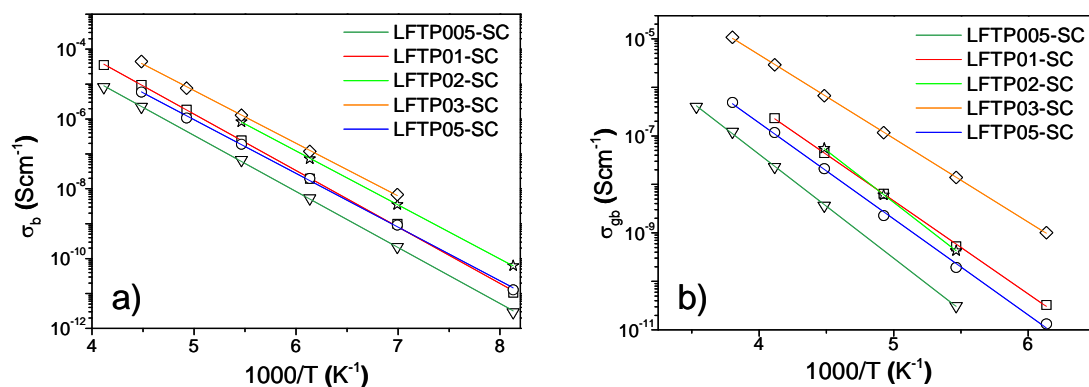 10⁻⁴
10⁻⁶
10⁻⁸
10⁻¹⁰
10⁻¹²
σb (Scm⁻¹)
LFTP005-SC
LFTP01-SC
LFTP02-SC
LFTP03-SC
LFTP05-SC
a)
4 5 6 7 8
1000/T (K⁻¹)
10⁻⁵
10⁻⁷
10⁻⁹
10⁻¹¹
σgb (Scm⁻¹)
LFTP005-SC
LFTP01-SC
LFTP02-SC
LFTP03-SC
LFTP05-SC
b)
4 5 6
1000/T (K⁻¹)